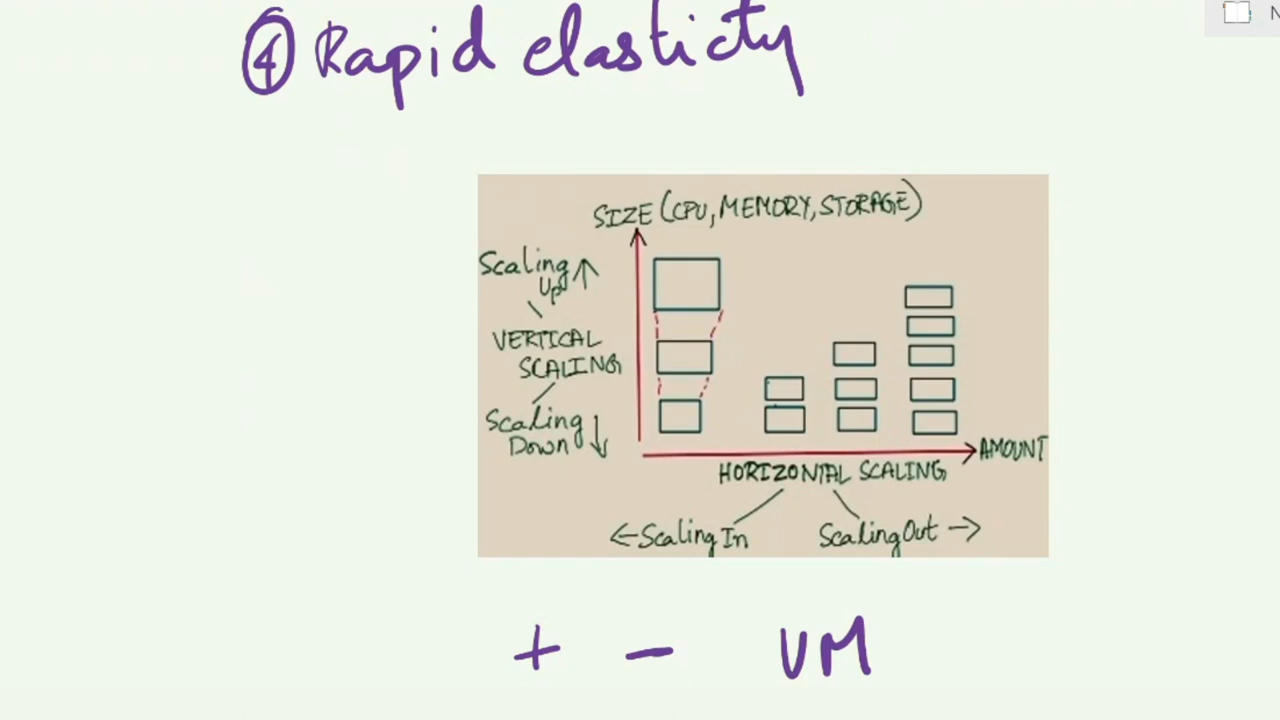 ④ Rapid elasticty
N
SIZE (CPU, MEMORY, STORAGE)
Scaling
Up
VERTICAL
SCALING
Scaling
Down
AMOUNT
HORIZONTAL SCALING
←Scaling In
Scaling Out →
+ - VM